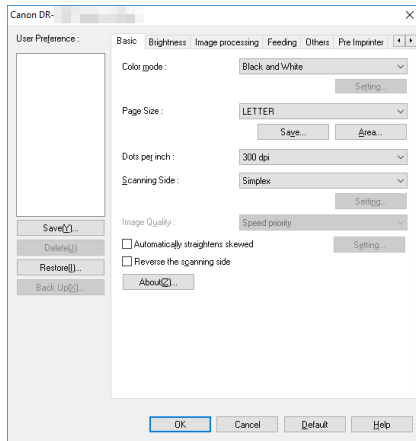 Canon DR-
User Preference :
Save(Y)...
Delete(J)
Restore(I)...
Back Up(X)...
Basic Brightness Image processing Feeding Others Pre Imprinter
Color mode : Black and White
Setting...
Page Size : LETTER
Save... Area...
Dots per inch : 300 dpi
Scanning Side : Simplex
Setting...
Image Quality : Speed priority
Automatically straightens skewed Setting...
Reverse the scanning side
About(Z)...
OK Cancel Default Help